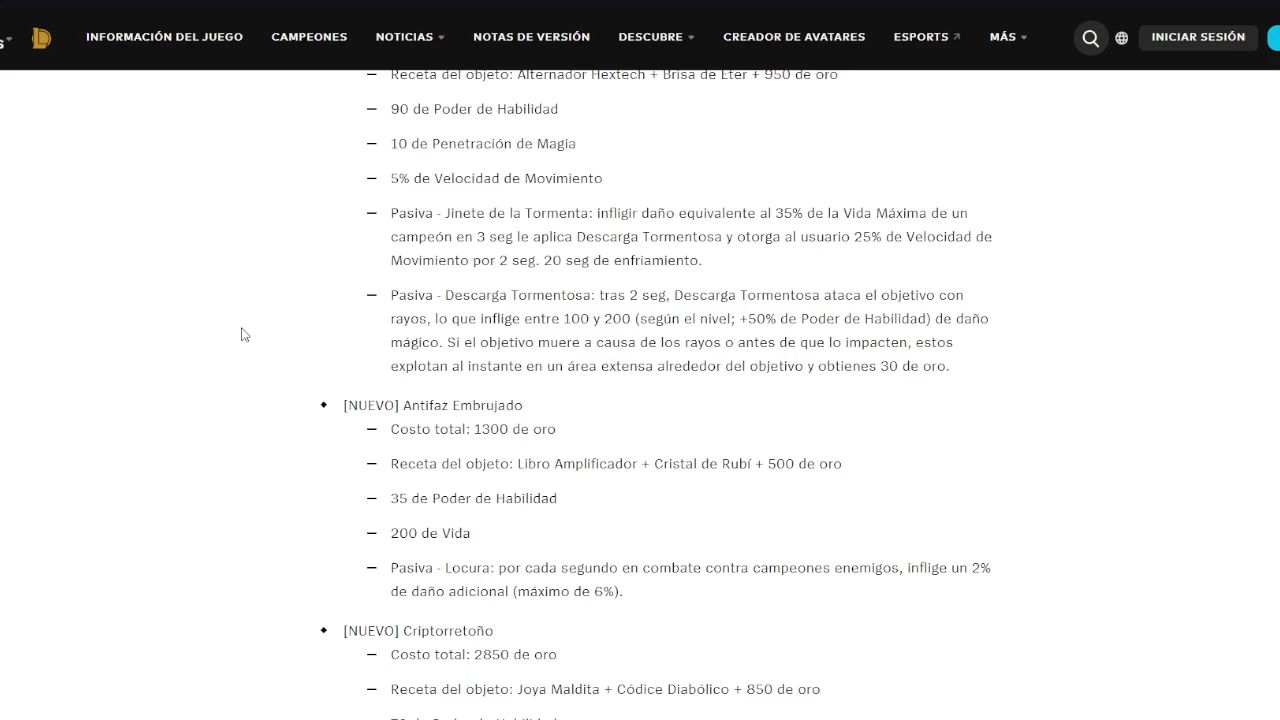 INFORMACIÓN DEL JUEGO CAMPEONES NOTICIAS NOTAS DE VERSIÓN DESCUBRE CREADOR DE AVATARES ESPORTS MÁS INICIAR SESIÓN
– Receta del objeto: Alternador Hextech + Brisa de Éter + 950 de oro
– 90 de Poder de Habilidad
– 10 de Penetración de Magia
– 5% de Velocidad de Movimiento
– Pasiva - Jinete de la Tormenta: infligir daño equivalente al 35% de la Vida Máxima de un
campeón en 3 seg le aplica Descarga Tormentosa y otorga al usuario 25% de Velocidad de
Movimiento por 2 seg. 20 seg de enfriamiento.
– Pasiva - Descarga Tormentosa: tras 2 seg, Descarga Tormentosa ataca el objetivo con
rayos, lo que inflige entre 100 y 200 (según el nivel; +50% de Poder de Habilidad) de daño
mágico. Si el objetivo muere a causa de los rayos o antes de que lo impacten, estos
explotan al instante en un área extensa alrededor del objetivo y obtienes 30 de oro.
[NUEVO] Antifaz Embrujado
– Costo total: 1300 de oro
– Receta del objeto: Libro Amplificador + Cristal de Rubí + 500 de oro
– 35 de Poder de Habilidad
– 200 de Vida
– Pasiva - Locura: por cada segundo en combate contra campeones enemigos, inflige un 2%
de daño adicional (máximo de 6%).
[NUEVO] Criptorretoño
– Costo total: 2850 de oro
– Receta del objeto: Joya Maldita + Códice Diabólico + 850 de oro